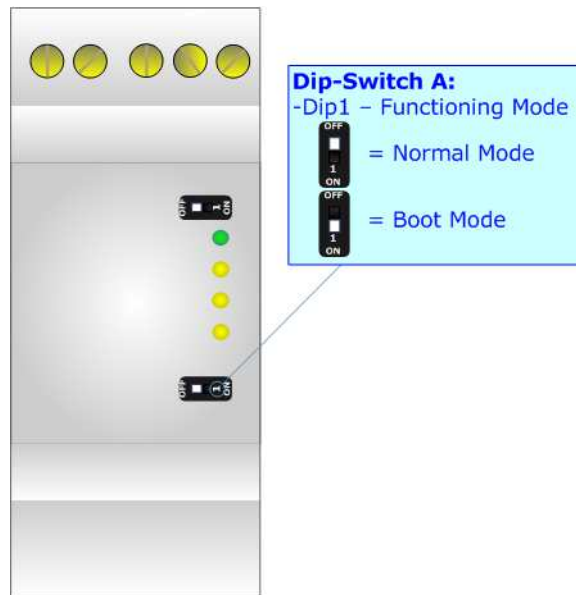 Dip-Switch A:
-Dip1 – Functioning Mode
OFF
1
ON
= Normal Mode
OFF
1
ON
= Boot Mode
OFF
1
ON
OFF
1
ON